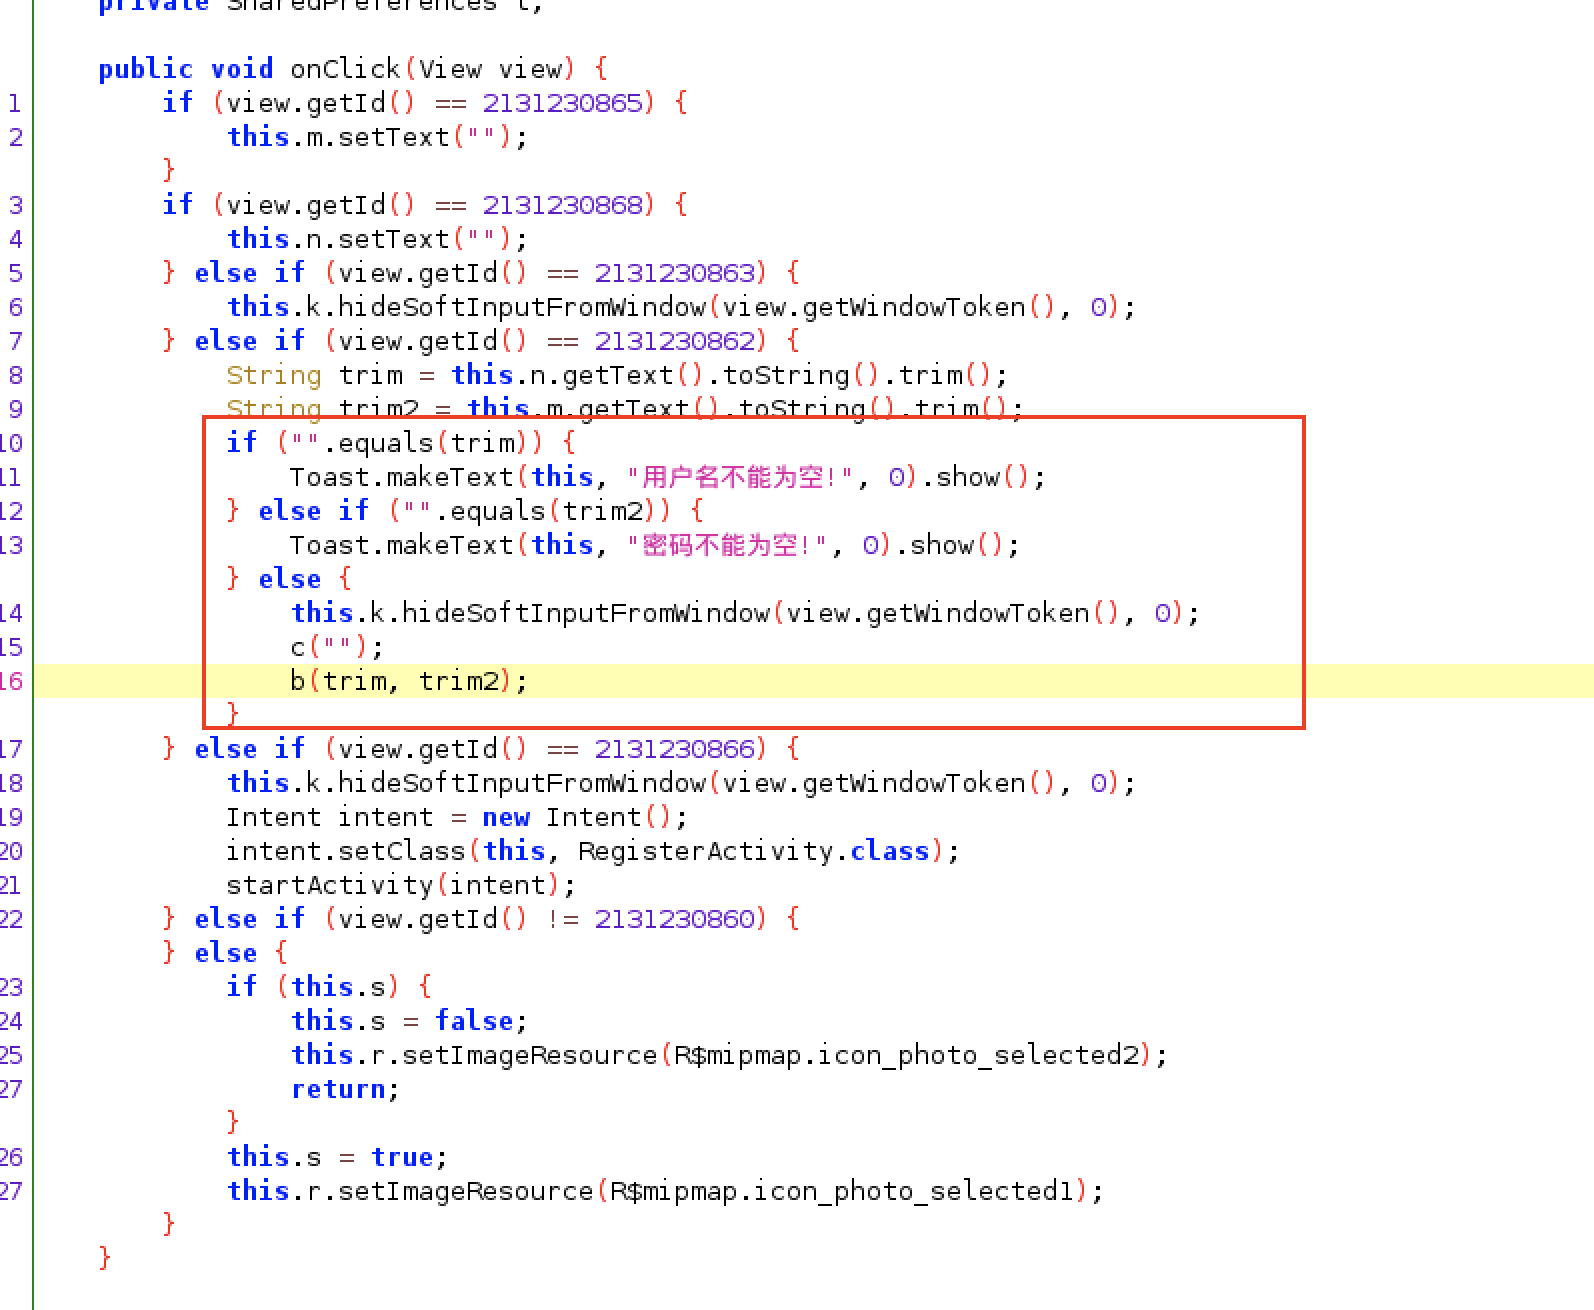 private SharedPreferences t;
public void onClick(View view) {
1 if (view.getId() == 2131230865) {
2 this.m.setText("");
}
3 if (view.getId() == 2131230868) {
4 this.n.setText("");
5 } else if (view.getId() == 2131230863) {
6 this.k.hideSoftInputFromWindow(view.getWindowToken(), 0);
7 } else if (view.getId() == 2131230862) {
8 String trim = this.n.getText().toString().trim();
9 String trim2 = this.m.getText().toString().trim();
10 if ("".equals(trim)) {
11 Toast.makeText(this, "用户名不能为空!", 0).show();
12 } else if ("".equals(trim2)) {
13 Toast.makeText(this, "密码不能为空!", 0).show();
} else {
14 this.k.hideSoftInputFromWindow(view.getWindowToken(), 0);
15 c("");
16 b(trim, trim2);
}
17 } else if (view.getId() == 2131230866) {
18 this.k.hideSoftInputFromWindow(view.getWindowToken(), 0);
19 Intent intent = new Intent();
20 intent.setClass(this, RegisterActivity.class);
21 startActivity(intent);
22 } else if (view.getId() != 2131230860) {
} else {
23 if (this.s) {
24 this.s = false;
25 this.r.setImageResource(R$mipmap.icon_photo_selected2);
27 return;
}
26 this.s = true;
27 this.r.setImageResource(R$mipmap.icon_photo_selected1);
}
}